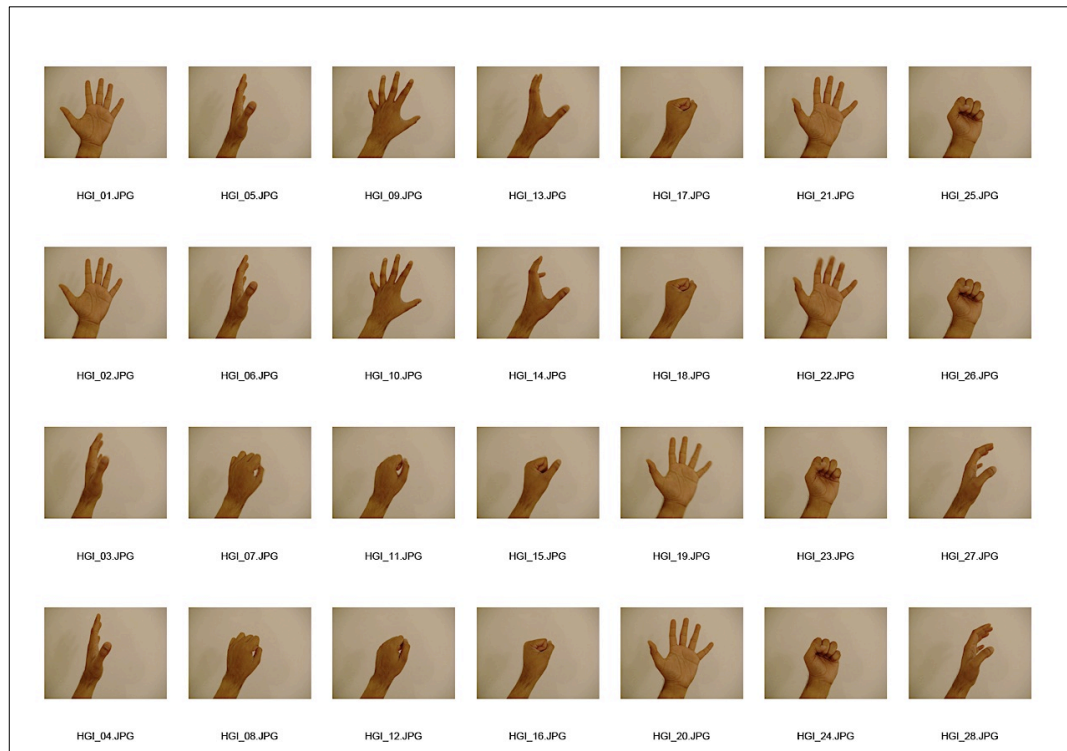 HGI_01.JPG HGI_05.JPG HGI_09.JPG HGI_13.JPG HGI_17.JPG HGI_21.JPG HGI_25.JPG
HGI_02.JPG HGI_06.JPG HGI_10.JPG HGI_14.JPG HGI_18.JPG HGI_22.JPG HGI_26.JPG
HGI_03.JPG HGI_07.JPG HGI_11.JPG HGI_15.JPG HGI_19.JPG HGI_23.JPG HGI_27.JPG
HGI_04.JPG HGI_08.JPG HGI_12.JPG HGI_16.JPG HGI_20.JPG HGI_24.JPG HGI_28.JPG